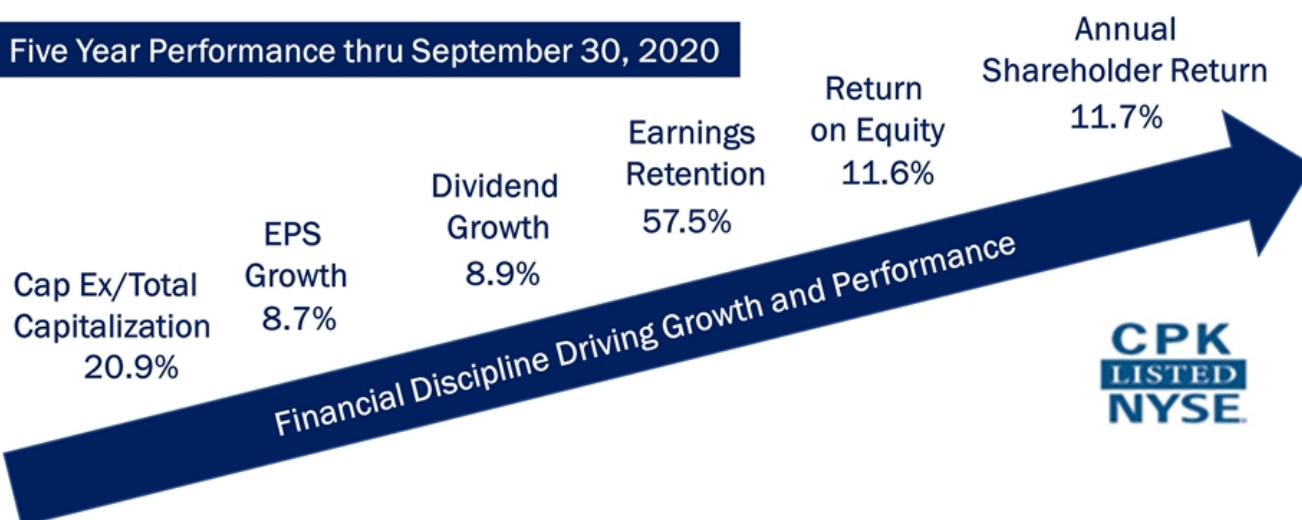 Five Year Performance thru September 30, 2020
Cap Ex/Total
Capitalization
20.9%
EPS
Growth
8.7%
Dividend
Growth
8.9%
Earnings
Retention
57.5%
Return
on Equity
11.6%
Annual
Shareholder Return
11.7%
Financial Discipline Driving Growth and Performance
CPK
LISTED
NYSE